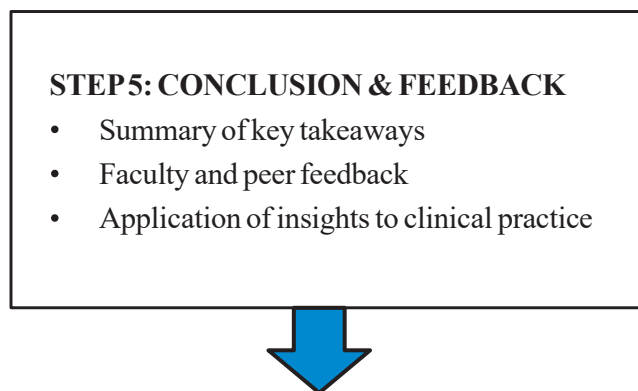 STEP 5: CONCLUSION & FEEDBACK
• Summary of key takeaways
• Faculty and peer feedback
• Application of insights to clinical practice